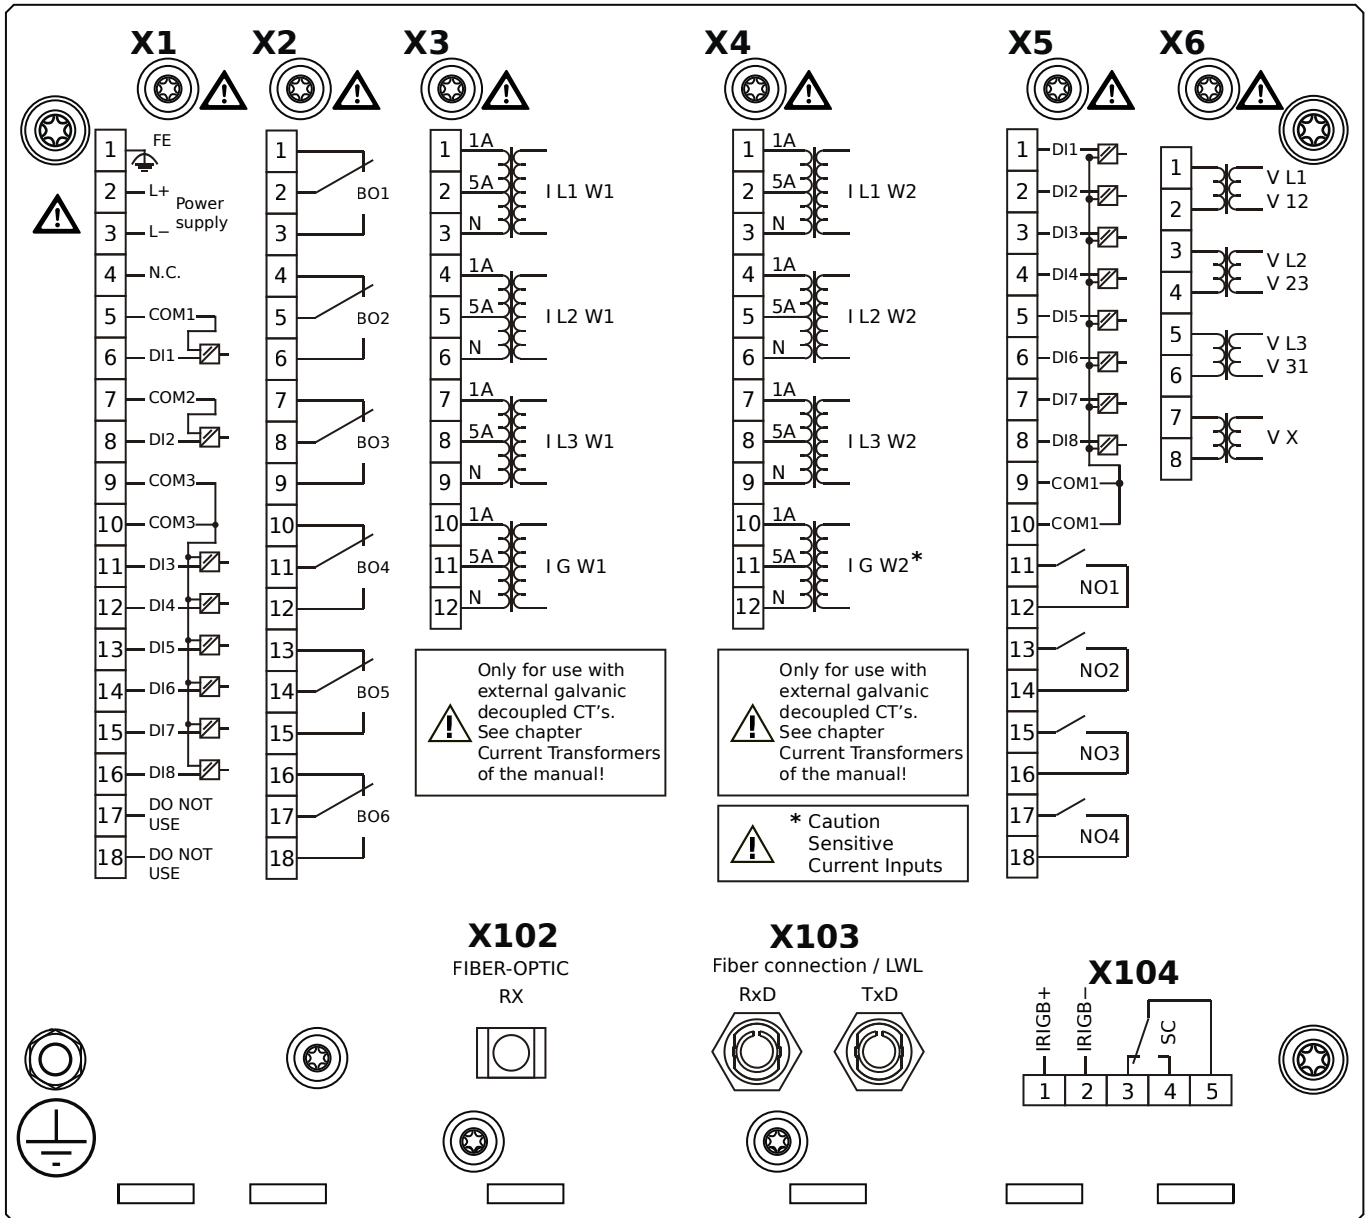 X1
X2
X3
X4
X5
X6
1
FE
2
L+
Power
supply
3
L−
4
N.C.
5
COM1
6
DI1
7
COM2
8
DI2
9
COM3
10
COM3
11
DI3
12
DI4
13
DI5
14
DI6
15
DI7
16
DI8
17
DO NOT
USE
18
DO NOT
USE
1
2
BO1
3
4
5
BO2
6
7
8
BO3
9
10
11
BO4
12
13
14
BO5
15
16
17
BO6
18
1
1A
2
5A
I L1 W1
3
N
4
1A
5
5A
I L2 W1
6
N
7
1A
8
5A
I L3 W1
9
N
10
1A
11
5A
I G W1
12
N
Only for use with
external galvanic
decoupled CT's.
See chapter
Current Transformers
of the manual!
1
1A
2
5A
I L1 W2
3
N
4
1A
5
5A
I L2 W2
6
N
7
1A
8
5A
I L3 W2
9
N
10
1A
11
5A
I G W2*
12
N
Only for use with
external galvanic
decoupled CT's.
See chapter
Current Transformers
of the manual!
* Caution
Sensitive
Current Inputs
1
DI1
2
DI2
3
DI3
4
DI4
5
DI5
6
DI6
7
DI7
8
DI8
9
COM1
10
COM1
11
NO1
12
13
NO2
14
15
NO3
16
17
NO4
18
1
V L1
2
V 12
3
V L2
4
V 23
5
V L3
6
V 31
7
V X
8
X102
FIBER-OPTIC
RX
X103
Fiber connection / LWL
RxD
TxD
X104
IRIGB+
IRIGB−
SC
1
2
3
4
5